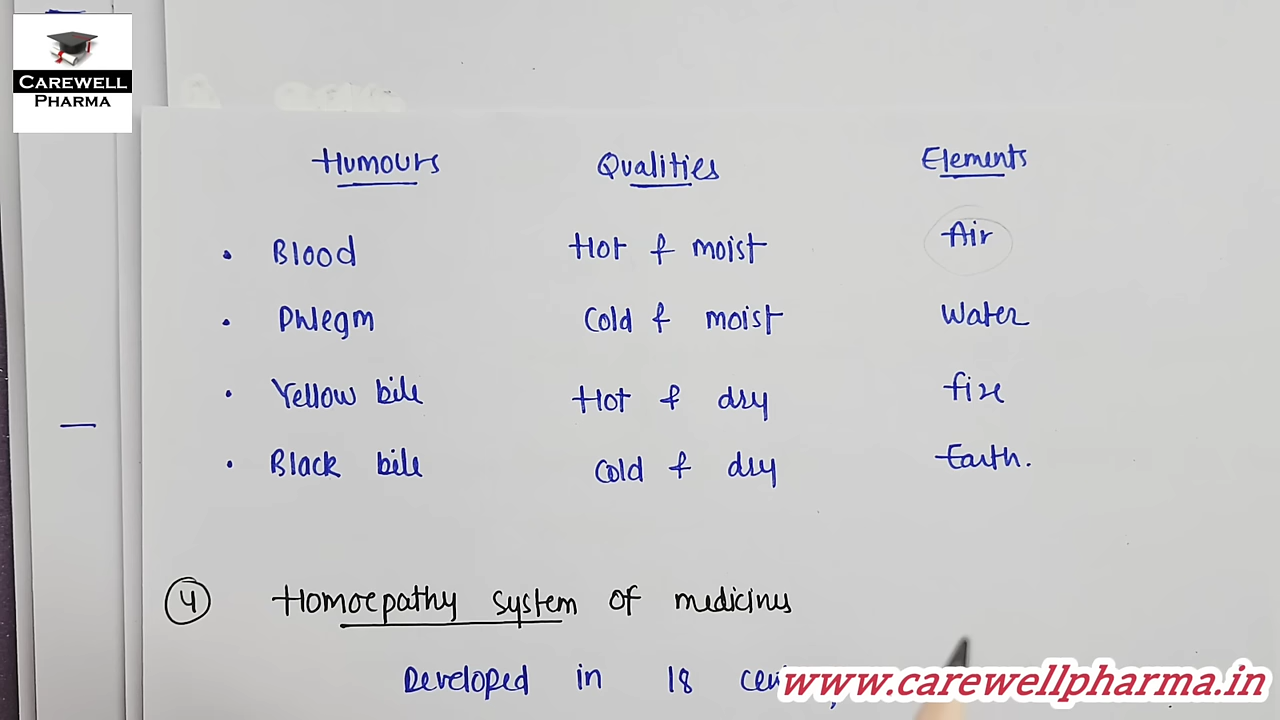 CAREWELL
PHARMA
Humours Qualities Elements
• Blood Hot & moist Air
• Phlegm Cold & moist Water
• Yellow bile Hot & dry fire
• Black bile Cold & dry Earth.
4 Homoepathy system of medicines
Developed in 18
www.carewellpharma.in